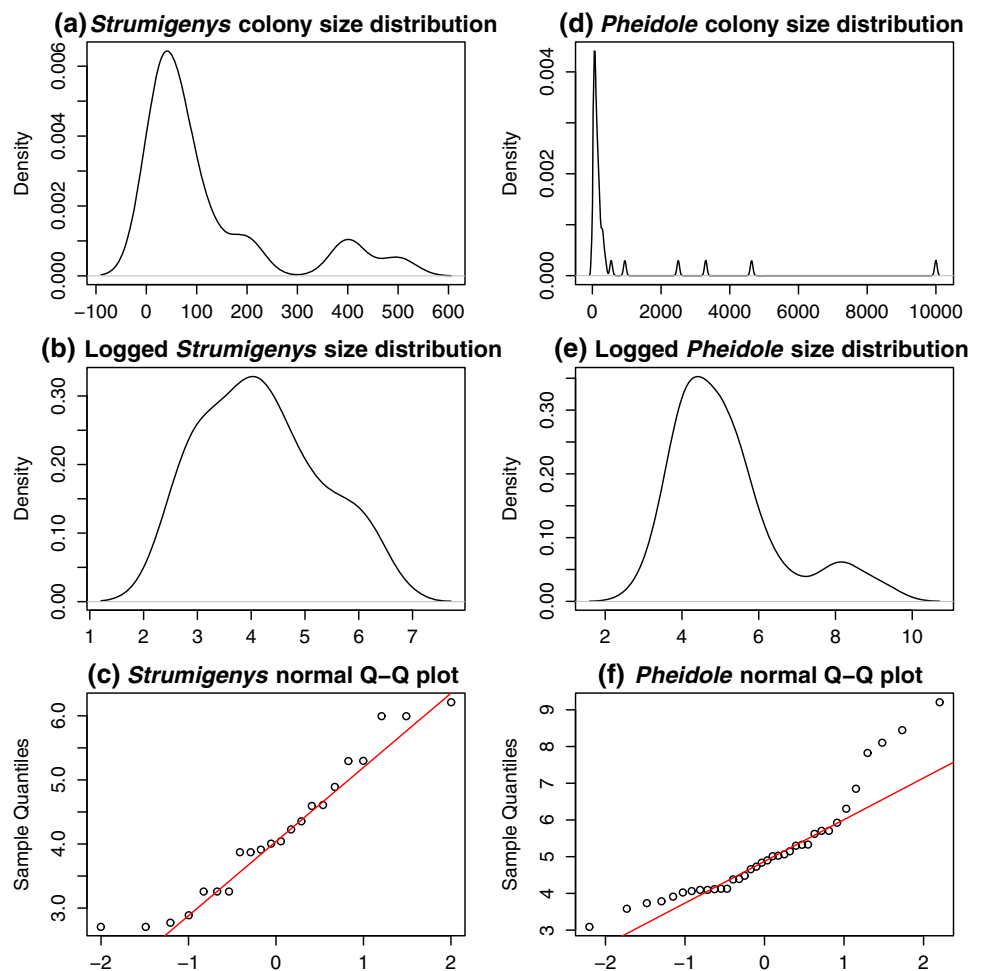 (a) Strumigenys colony size distribution
Density
0.000 0.002 0.004 0.006
−100 0 100 200 300 400 500 600
(d) Pheidole colony size distribution
Density
0.000 0.002 0.004
0 2000 4000 6000 8000 10000
(b) Logged Strumigenys size distribution
Density
0.00 0.10 0.20 0.30
1 2 3 4 5 6 7
(e) Logged Pheidole size distribution
Density
0.00 0.10 0.20 0.30
2 4 6 8 10
(c) Strumigenys normal Q−Q plot
Sample Quantiles
3.0 4.0 5.0 6.0
−2 −1 0 1 2
(f) Pheidole normal Q−Q plot
Sample Quantiles
3 4 5 6 7 8 9
−2 −1 0 1 2